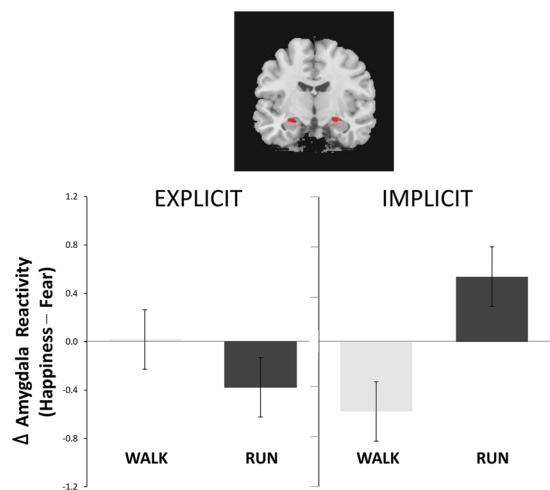 EXPLICIT
IMPLICIT
Δ Amygdala Reactivity
(Happiness – Fear)
1.2
0.8
0.4
0.0
-0.4
-0.8
-1.2
WALK
RUN
WALK
RUN